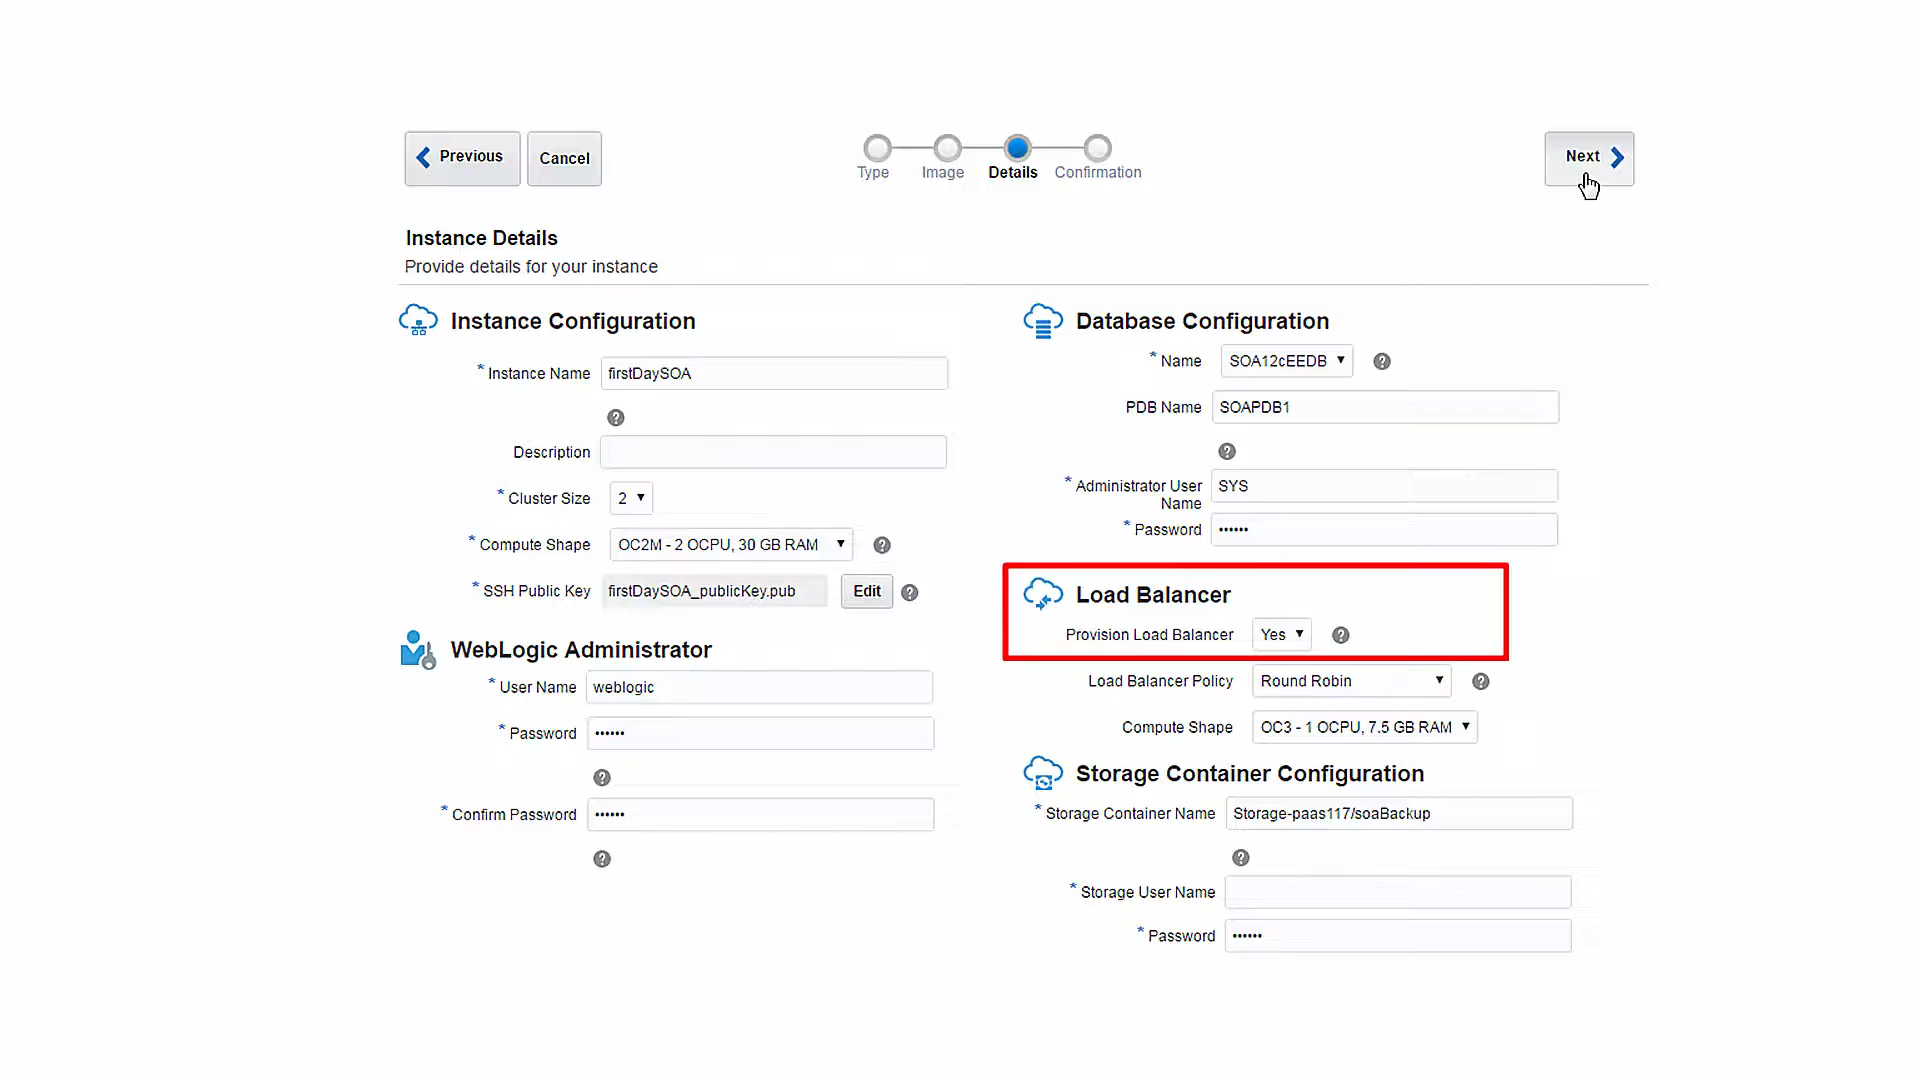 Previous
Cancel
Type
Image
Details
Confirmation
Next
Instance Details
Provide details for your instance
Instance Configuration
* Instance Name firstDaySOA
?
Description
* Cluster Size 2
* Compute Shape OC2M - 2 OCPU, 30 GB RAM ?
* SSH Public Key firstDaySOA_publicKey.pub Edit ?
WebLogic Administrator
* User Name weblogic
* Password ••••••
?
* Confirm Password ••••••
?
Database Configuration
* Name SOA12cEEDB ?
PDB Name SOAPDB1
?
* Administrator User
Name SYS
* Password ••••••
Load Balancer
Provision Load Balancer Yes ?
Load Balancer Policy Round Robin ?
Compute Shape OC3 - 1 OCPU, 7.5 GB RAM
Storage Container Configuration
* Storage Container Name Storage-paas117/soaBackup
?
* Storage User Name
* Password ••••••